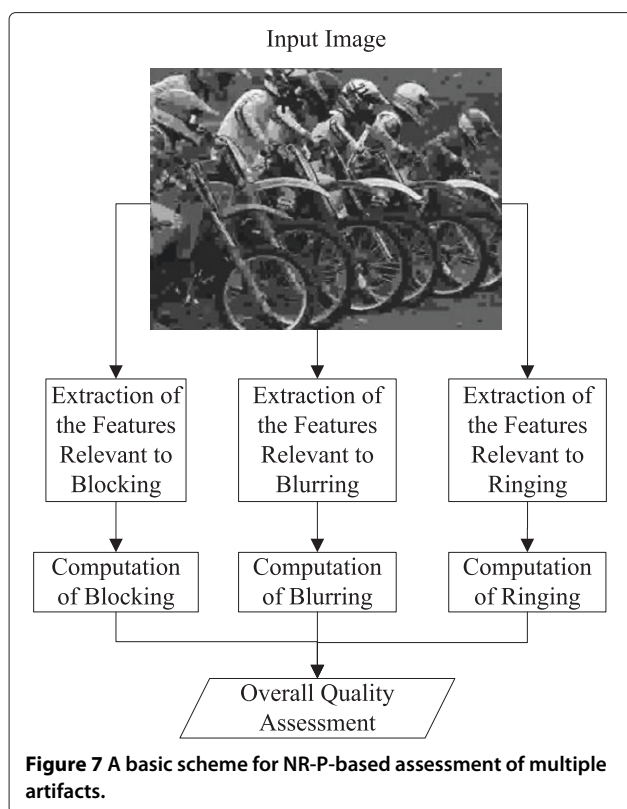 Input Image
Extraction of
the Features
Relevant to
Blocking
Extraction of
the Features
Relevant to
Blurring
Extraction of
the Features
Relevant to
Ringing
Computation
of Blocking
Computation
of Blurring
Computation
of Ringing
Overall Quality
Assessment
Figure 7 A basic scheme for NR-P-based assessment of multiple
artifacts.